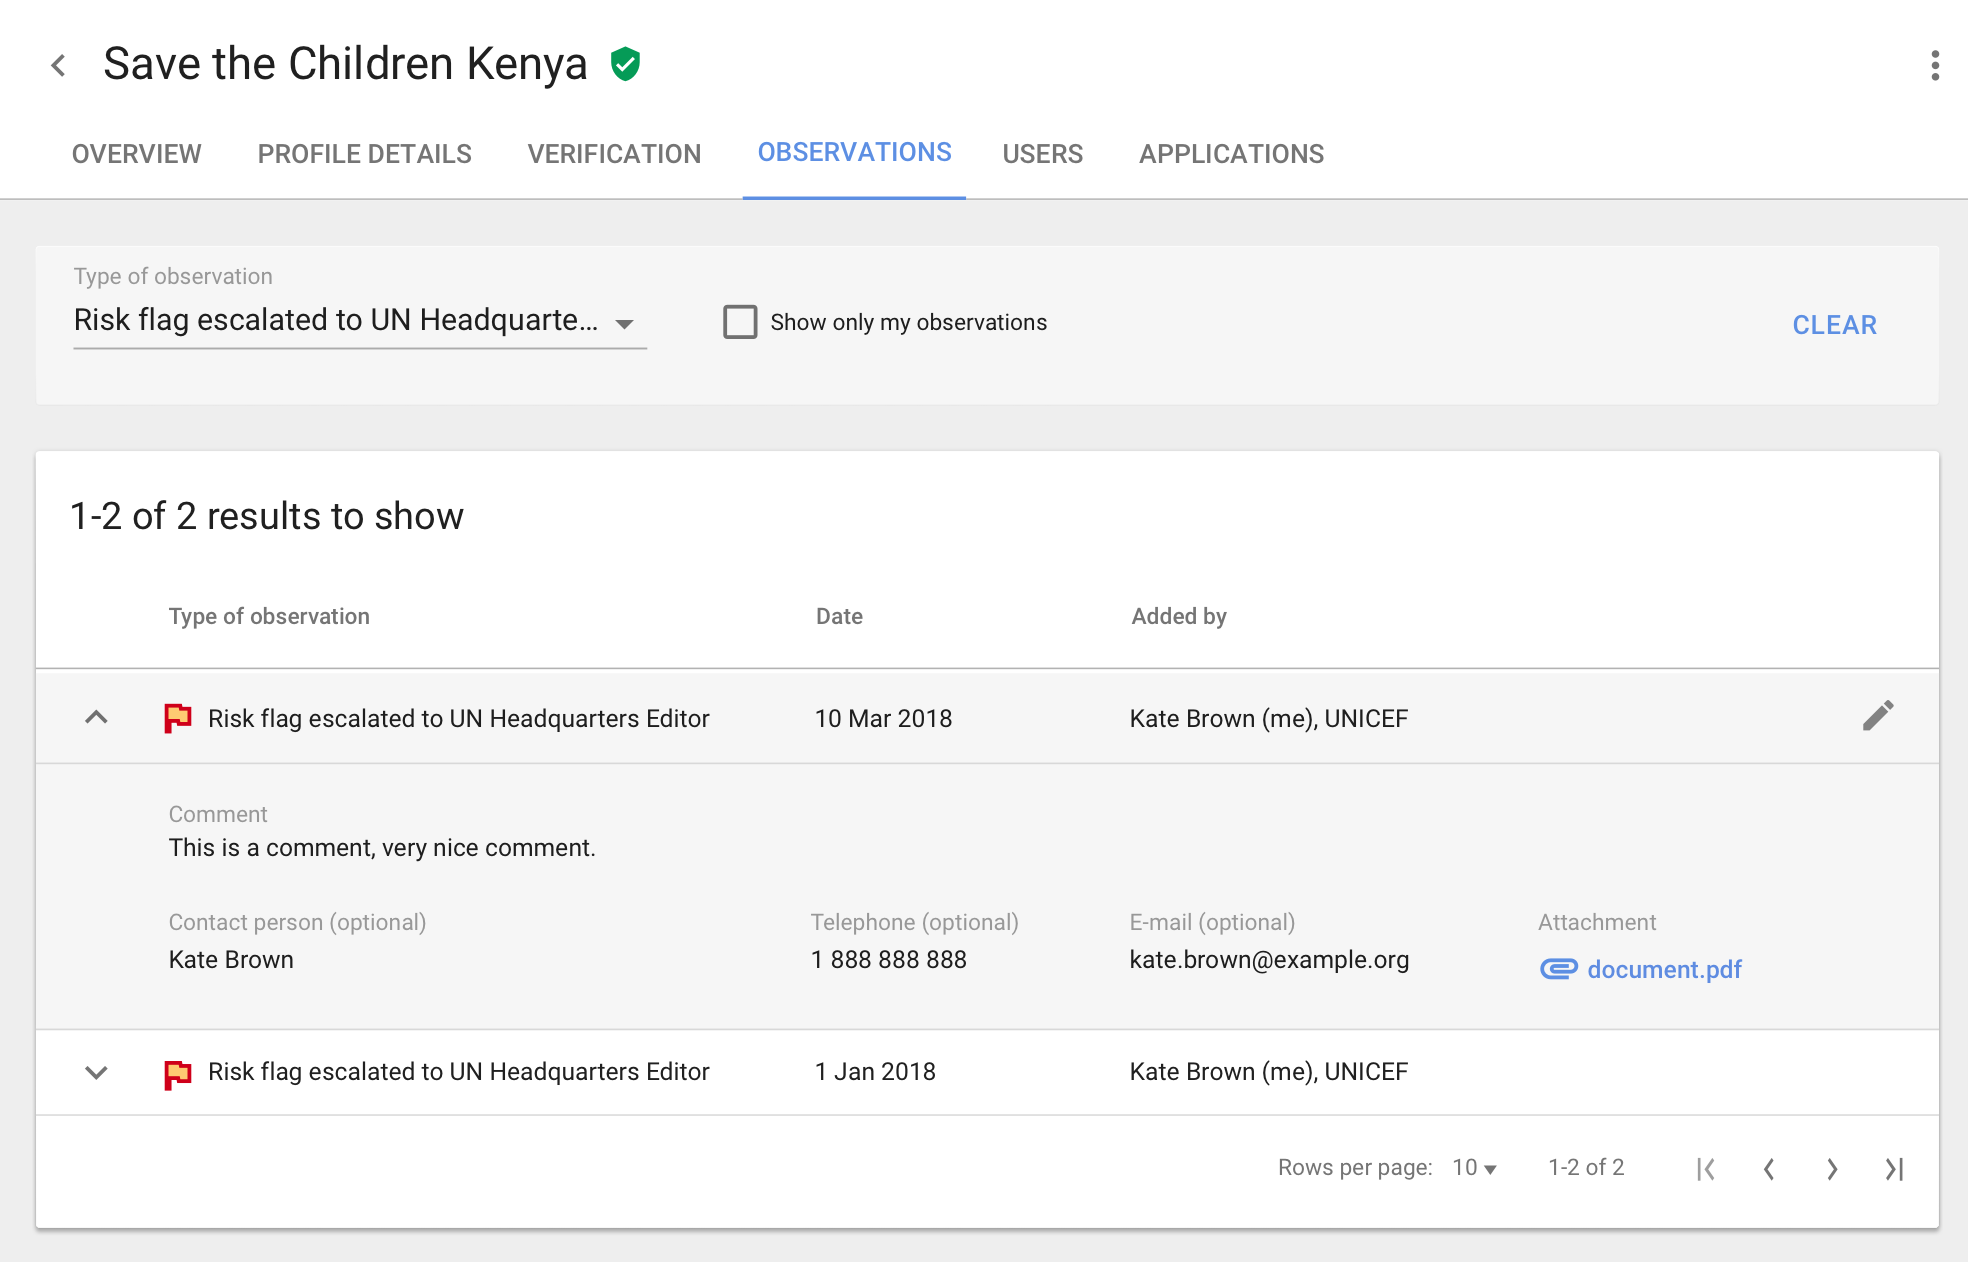 Save the Children Kenya
OVERVIEW PROFILE DETAILS VERIFICATION OBSERVATIONS USERS APPLICATIONS
Type of observation
Risk flag escalated to UN Headquarte... Show only my observations CLEAR
1-2 of 2 results to show
Type of observation Date Added by
Risk flag escalated to UN Headquarters Editor 10 Mar 2018 Kate Brown (me), UNICEF
Comment
This is a comment, very nice comment.
Contact person (optional) Telephone (optional) E-mail (optional) Attachment
Kate Brown 1 888 888 888 kate.brown@example.org document.pdf
Risk flag escalated to UN Headquarters Editor 1 Jan 2018 Kate Brown (me), UNICEF
Rows per page: 10 1-2 of 2